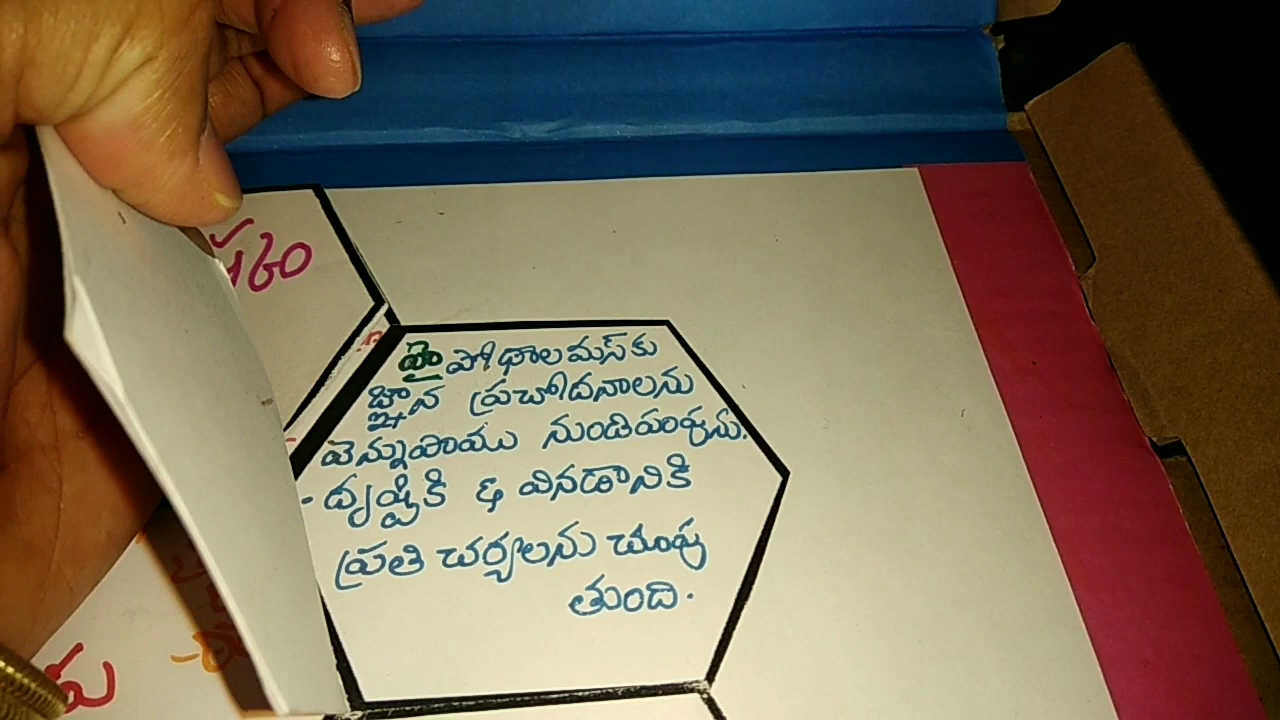 హైపోథాలమస్‌కు
జ్ఞాన ప్రచోదనాలను
వెన్నుపాము నుండి పంపును.
- దృష్టికి & వినడానికి
ప్రతి చర్యలను చూపు
తుంది.